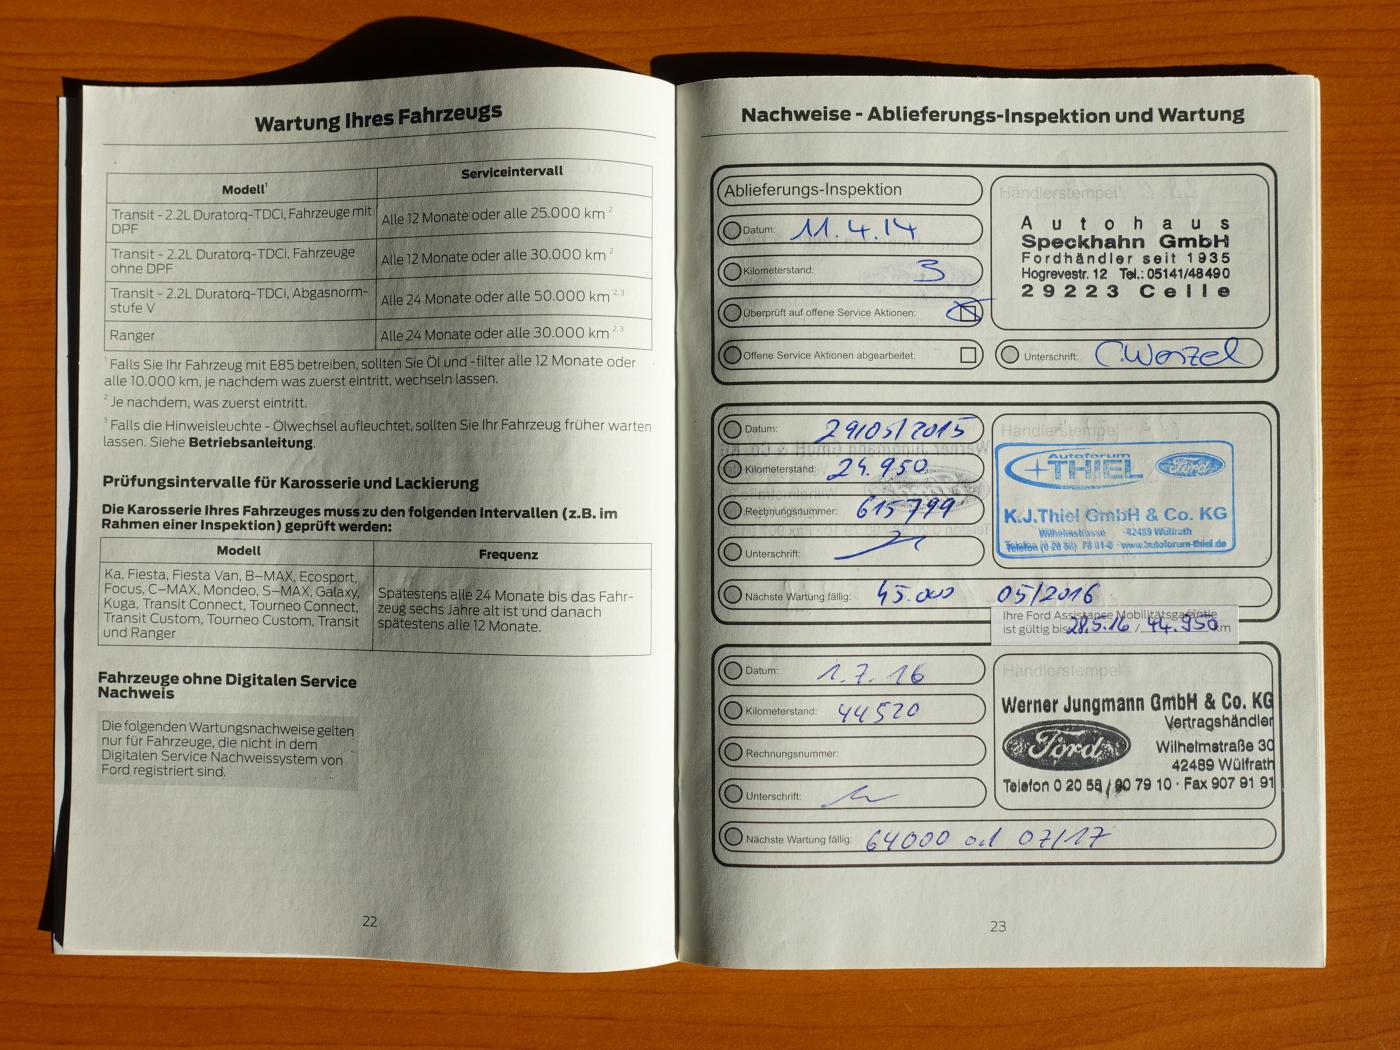 Wartung Ihres Fahrzeugs
Modell¹
Serviceintervall
Transit - 2.2L Duratorq-TDCi, Fahrzeuge mit
DPF
Alle 12 Monate oder alle 25.000 km ²
Transit - 2.2L Duratorq-TDCi, Fahrzeuge
ohne DPF
Alle 12 Monate oder alle 30.000 km ²
Transit - 2.2L Duratorq-TDCi, Abgasnorm-
stufe V
Alle 24 Monate oder alle 50.000 km ²,³
Ranger
Alle 24 Monate oder alle 30.000 km ²,³
¹ Falls Sie Ihr Fahrzeug mit E85 betreiben, sollten Sie Öl und -filter alle 12 Monate oder
alle 10.000 km, je nachdem was zuerst eintritt, wechseln lassen.
² Je nachdem, was zuerst eintritt.
³ Falls die Hinweisleuchte - Ölwechsel aufleuchtet, sollten Sie Ihr Fahrzeug früher warten
lassen. Siehe Betriebsanleitung.
Prüfungsintervalle für Karosserie und Lackierung
Die Karosserie Ihres Fahrzeuges muss zu den folgenden Intervallen (z.B. im
Rahmen einer Inspektion) geprüft werden:
Modell
Frequenz
Ka, Fiesta, Fiesta Van, B-MAX, Ecosport,
Focus, C-MAX, Mondeo, S-MAX, Galaxy,
Kuga, Transit Connect, Tourneo Connect,
Transit Custom, Tourneo Custom, Transit
und Ranger
Spätestens alle 24 Monate bis das Fahr-
zeug sechs Jahre alt ist und danach
spätestens alle 12 Monate.
Fahrzeuge ohne Digitalen Service
Nachweis
Die folgenden Wartungsnachweise gelten
nur für Fahrzeuge, die nicht in dem
Digitalen Service Nachweissystem von
Ford registriert sind.
22
Nachweise - Ablieferungs-Inspektion und Wartung
Ablieferungs-Inspektion
Datum: 11.4.14
Kilometerstand: 3
Überprüft auf offene Service Aktionen:
Offene Service Aktionen abgearbeitet:
Händlerstempel
Autohaus
Speckhahn GmbH
Fordhändler seit 1935
Hogrevestr. 12 Tel.: 05141/48490
29223 Celle
Unterschrift:
Datum: 29/05/2015
Kilometerstand: 24.950
Rechnungsnummer: 615799
Unterschrift:
Nächste Wartung fällig: 45.000 05/2016
Händlerstempel
Autoforum
THIEL
Ford
K.J.Thiel GmbH & Co. KG
Wilhelmstrasse 42489 Wülfrath
Telefon (0 20 58) 78 01-0 · www.autoforum-thiel.de
Ihre Ford Assistance Mobilitätsgarantie
ist gültig bis 28.5.16 / 44.950 km
Datum: 1.7.16
Kilometerstand: 44520
Rechnungsnummer:
Unterschrift:
Nächste Wartung fällig: 64000 od 07/17
Händlerstempel
Werner Jungmann GmbH & Co. KG
Vertragshändler
Ford
Wilhelmstraße 30
42489 Wülfrath
Telefon 0 20 58 / 90 79 10 · Fax 907 91 91
23